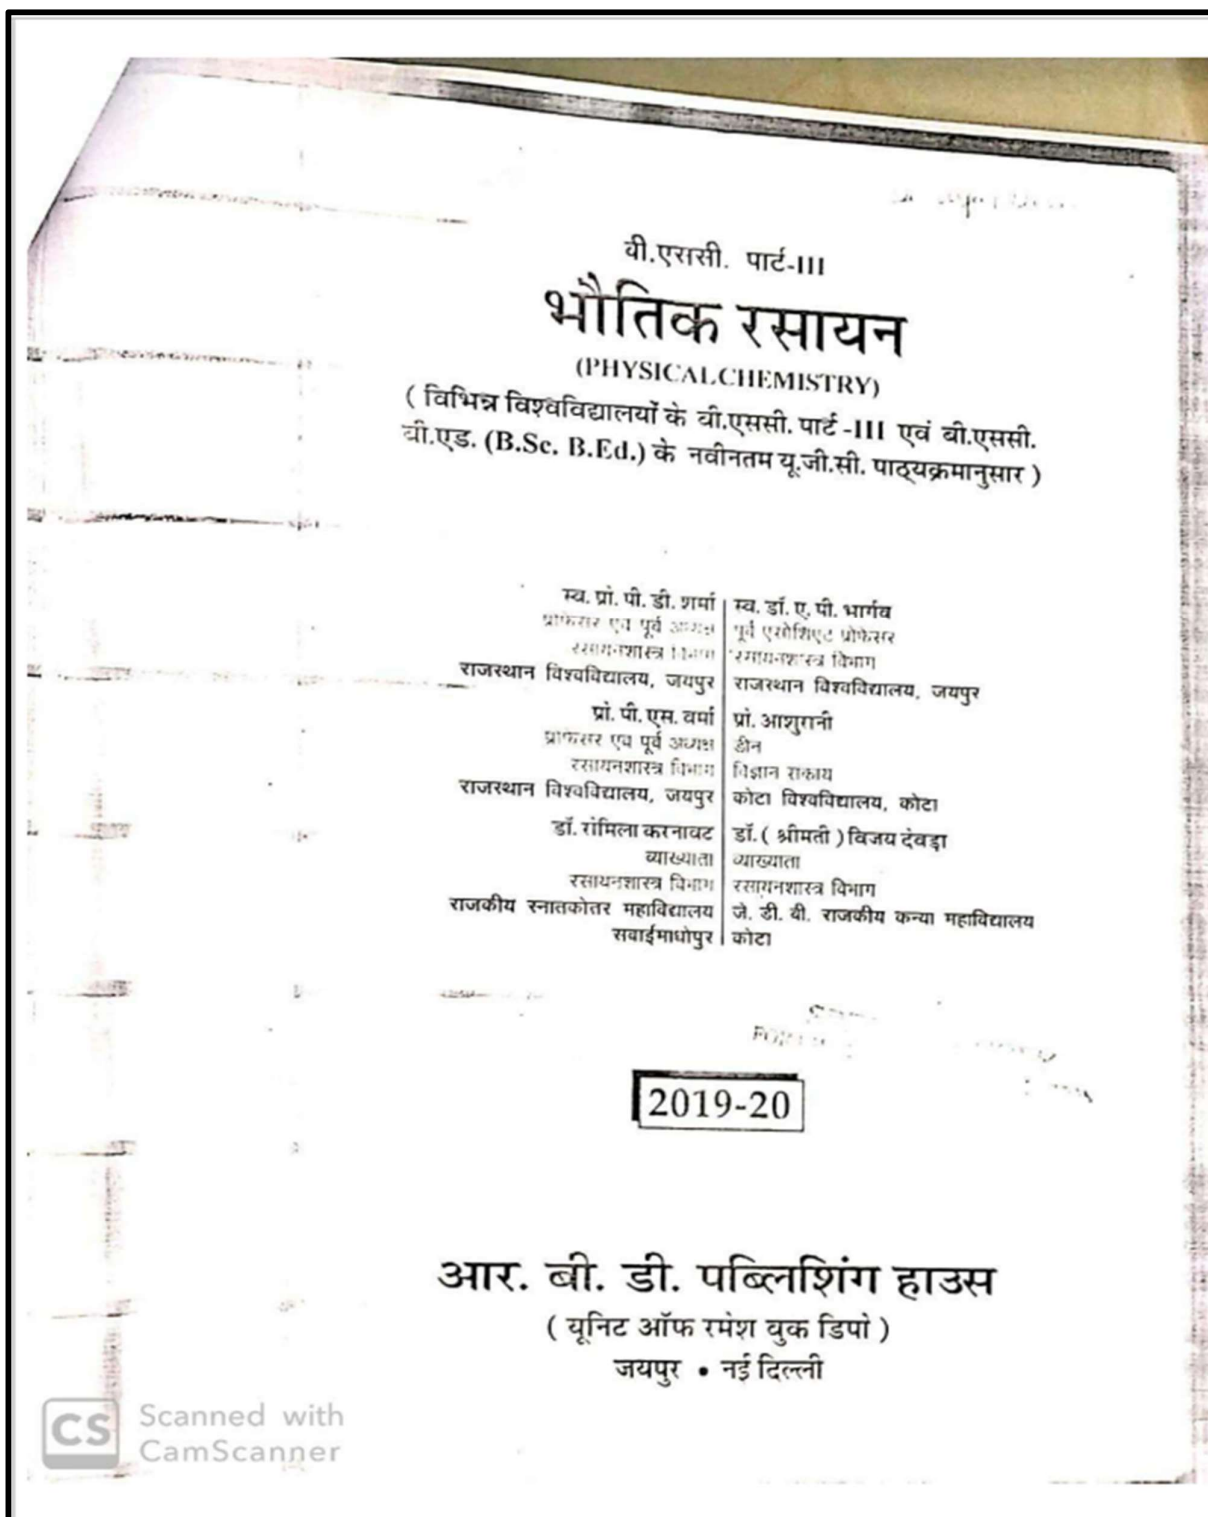 बी.एससी. पार्ट-III
भौतिक रसायन
(PHYSICAL CHEMISTRY)
( विभिन्न विश्वविद्यालयों के बी.एससी. पार्ट -III एवं बी.एससी.
बी.एड. (B.Sc. B.Ed.) के नवीनतम यू.जी.सी. पाठ्यक्रमानुसार )
स्व. प्रो. पी. डी. शर्मा
प्रोफेसर एवं पूर्व अध्यक्ष
रसायनशास्त्र विभाग
राजस्थान विश्वविद्यालय, जयपुर
स्व. डॉ. ए. पी. भार्गव
पूर्व एसोशिएट प्रोफेसर
रसायनशास्त्र विभाग
राजस्थान विश्वविद्यालय, जयपुर
प्रो. पी. एस. वर्मा
प्रोफेसर एवं पूर्व अध्यक्ष
रसायनशास्त्र विभाग
राजस्थान विश्वविद्यालय, जयपुर
प्रो. आशुरानी
डीन
विज्ञान संकाय
कोटा विश्वविद्यालय, कोटा
डॉ. रोमिला करनावट
व्याख्याता
रसायनशास्त्र विभाग
राजकीय स्नातकोतर महाविद्यालय
सवाईमाधोपुर
डॉ. ( श्रीमती ) विजय देवड़ा
व्याख्याता
रसायनशास्त्र विभाग
जे. डी. बी. राजकीय कन्या महाविद्यालय
कोटा
2019-20
आर. बी. डी. पब्लिशिंग हाउस
( यूनिट ऑफ रमेश बुक डिपो )
जयपुर • नई दिल्ली
CS
Scanned with
CamScanner